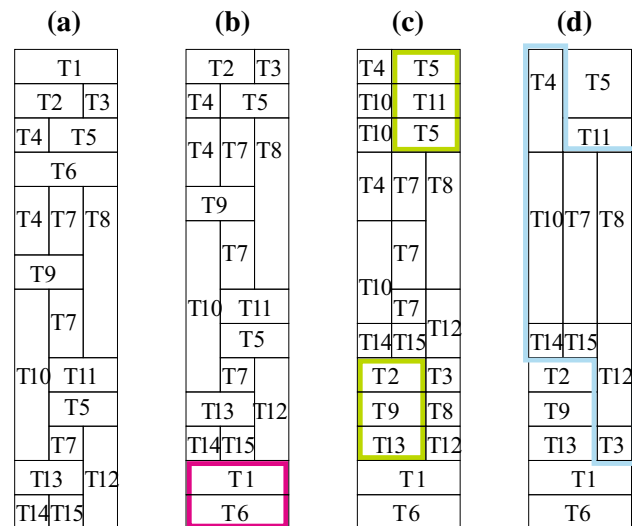 (a) (b) (c) (d)
T1 T2 T3 T4 T5 T4 T5
T2 T3 T4 T5 T10 T11
T4 T5 T4 T7 T8 T10 T5 T11
T6 T4 T7 T8 T10 T7 T8
T4 T7 T8 T9
T9 T7 T7
T7 T10 T11 T10 T7
T5 T12 T14 T15 T12
T10 T11 T7 T14 T15 T2 T3 T2
T5 T13 T12 T9 T8 T9
T7 T14 T15 T13 T12 T13 T3
T13 T12 T1 T1 T1
T14 T15 T6 T6 T6